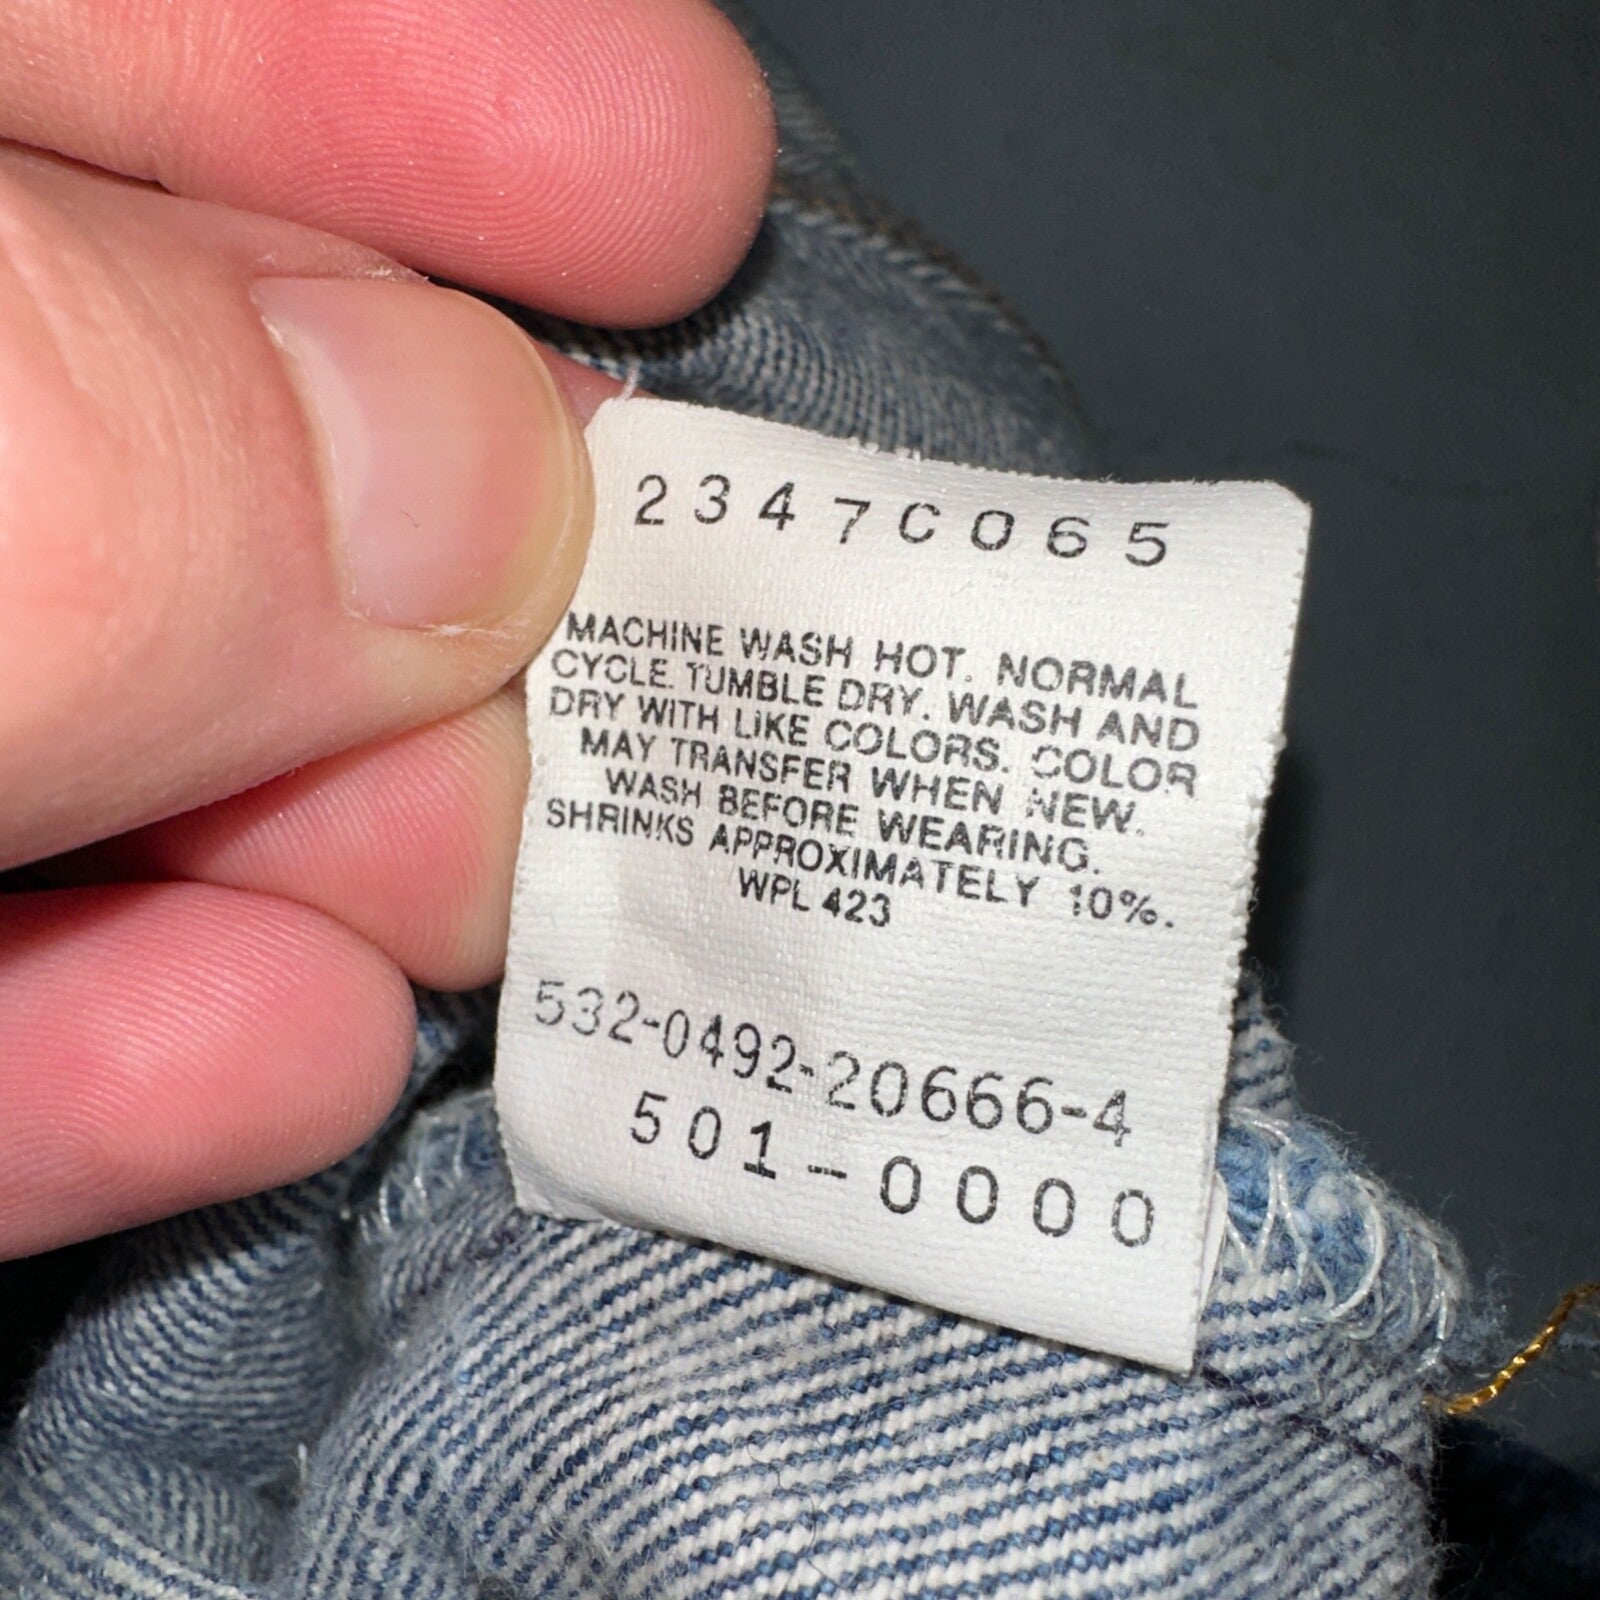 2347C065
MACHINE WASH HOT. NORMAL
CYCLE. TUMBLE DRY. WASH AND
DRY WITH LIKE COLORS. COLOR
MAY TRANSFER WHEN NEW.
WASH BEFORE WEARING.
SHRINKS APPROXIMATELY 10%.
WPL 423
532-0492-20666-4
501-0000